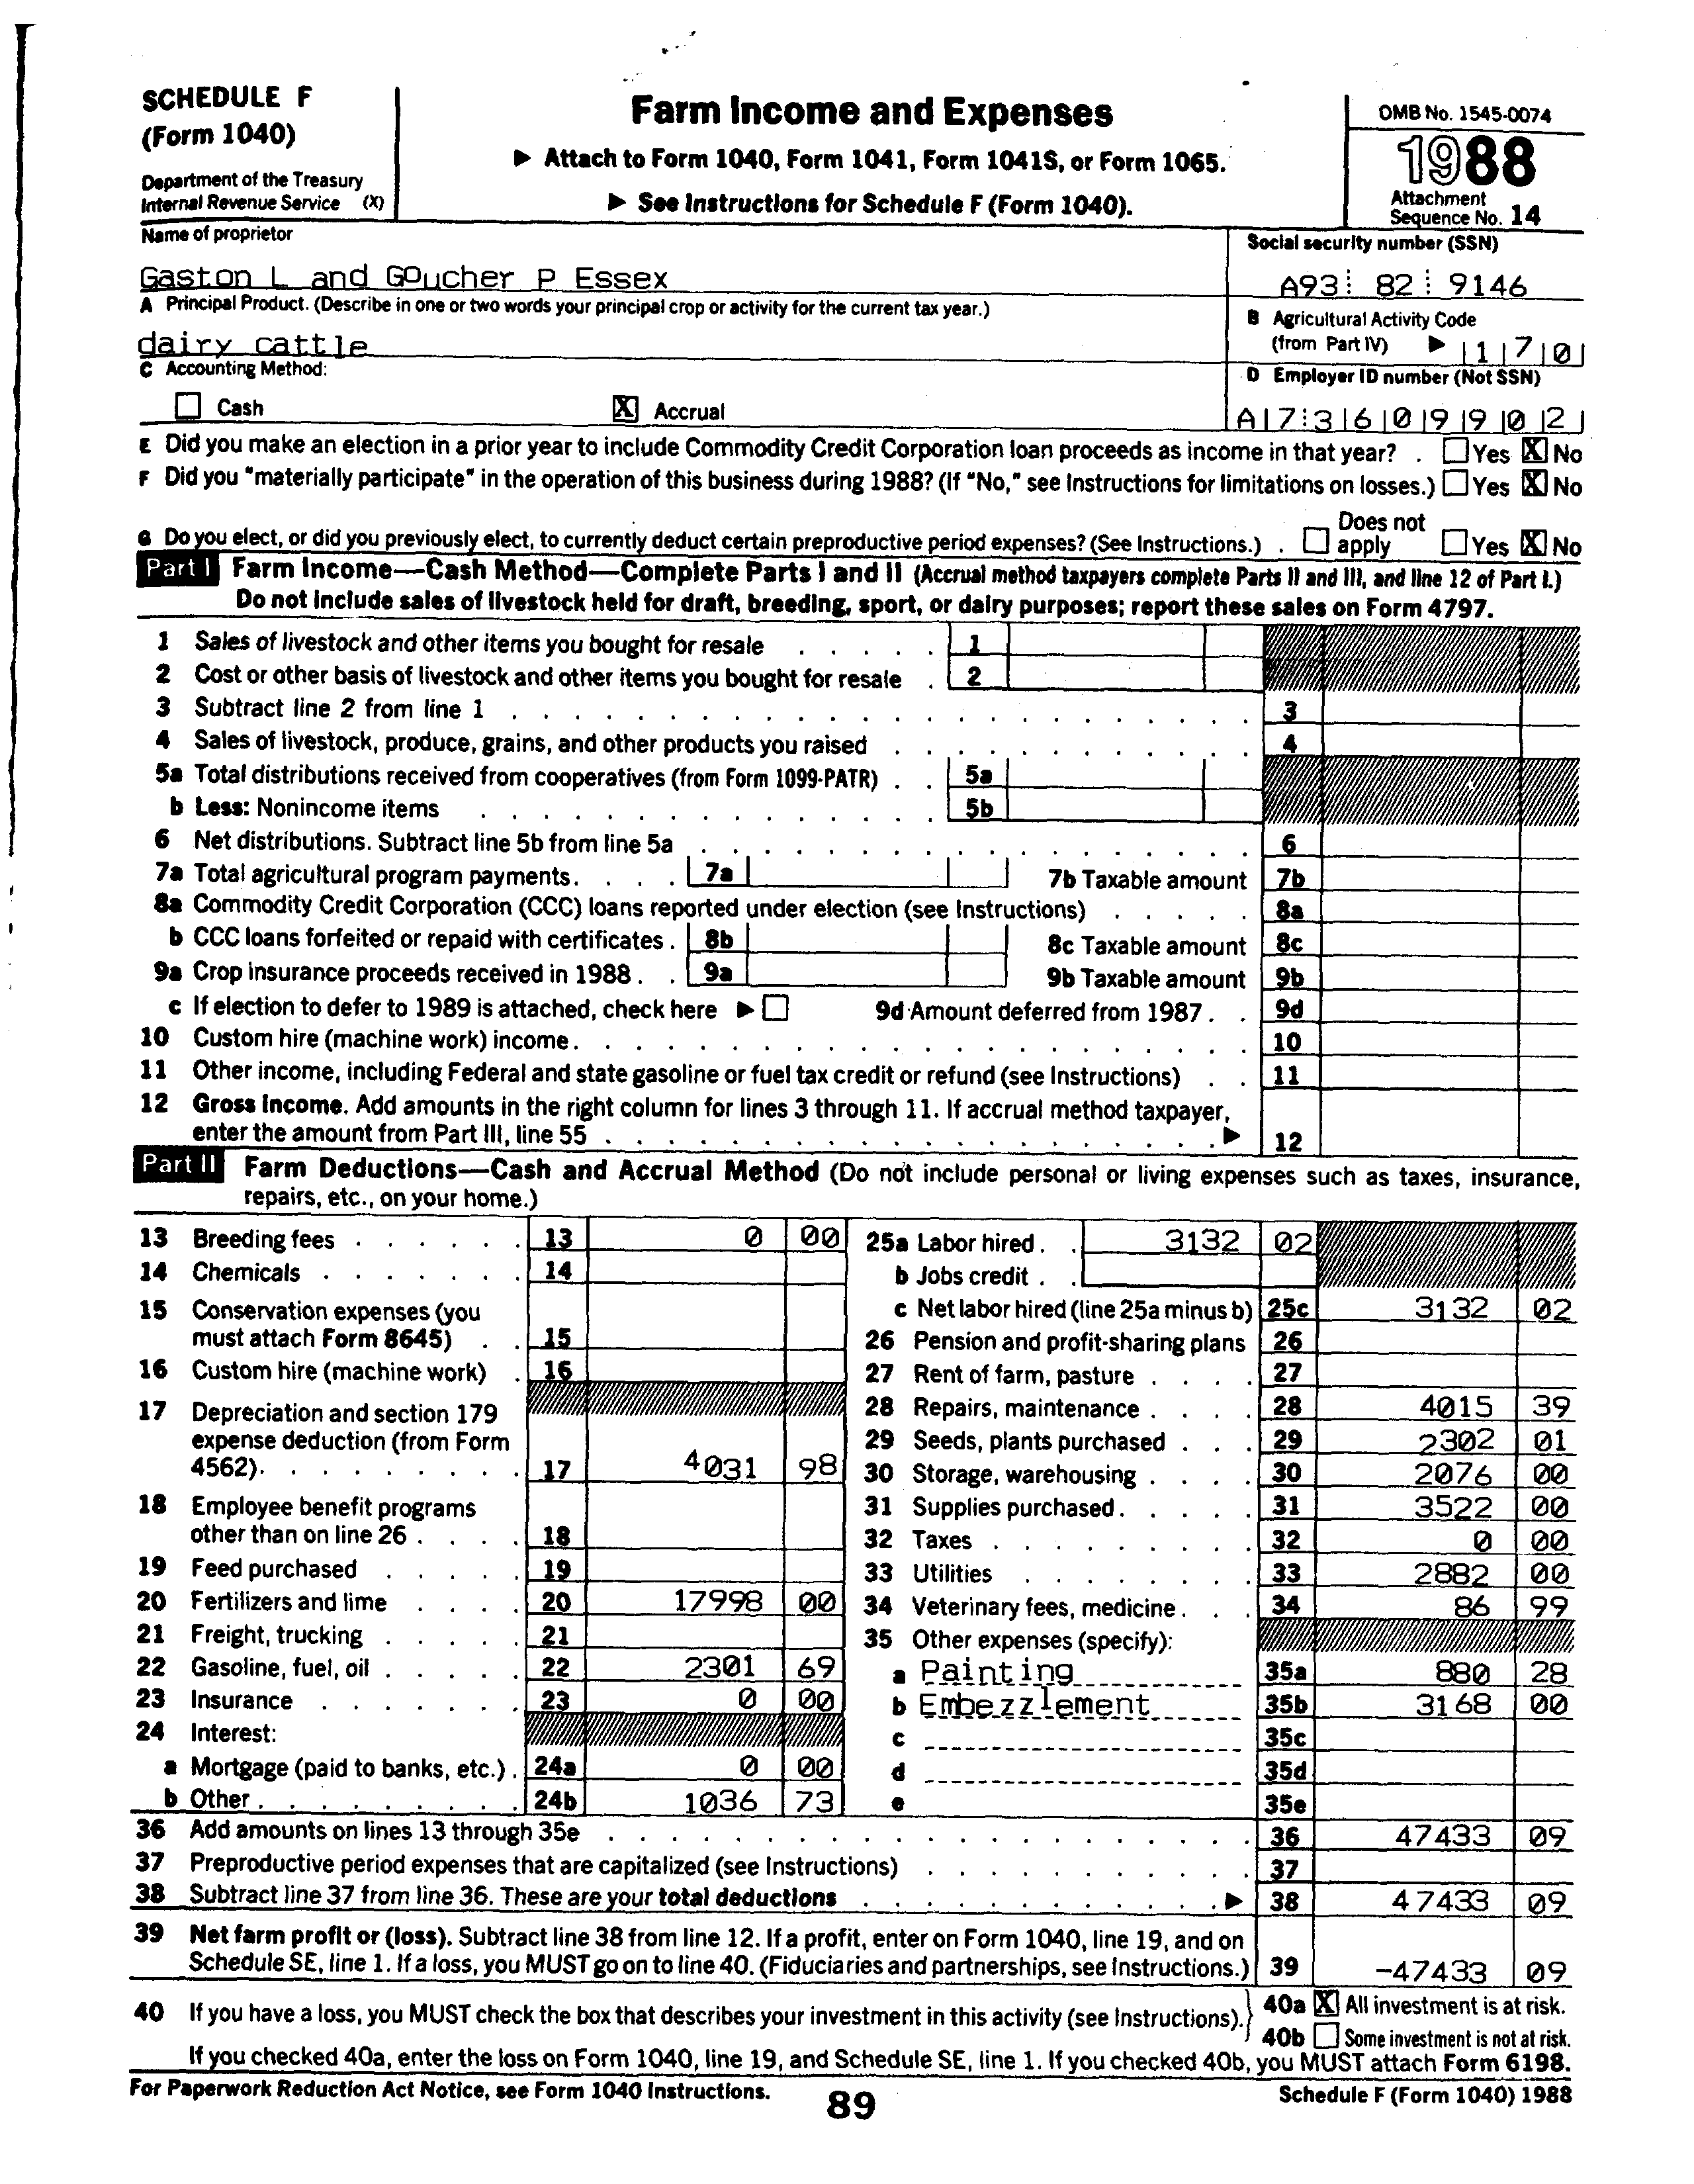 SCHEDULE F
(Form 1040)
Department of the Treasury
Internal Revenue Service (X)
Farm Income and Expenses
▶ Attach to Form 1040, Form 1041, Form 1041S, or Form 1065.
▶ See Instructions for Schedule F (Form 1040).
OMB No. 1545-0074
1988
Attachment
Sequence No. 14
Name of proprietor
Gaston L and GOucher P Essex
Social security number (SSN)
A93 82 9146
A Principal Product. (Describe in one or two words your principal crop or activity for the current tax year.)
dairy cattle
B Agricultural Activity Code
(from Part IV) ▶ 1 7 0
C Accounting Method:
☐ Cash ☒ Accrual
D Employer ID number (Not SSN)
A 7 3 6 0 9 9 0 2
E Did you make an election in a prior year to include Commodity Credit Corporation loan proceeds as income in that year? . ☐ Yes ☒ No
F Did you "materially participate" in the operation of this business during 1988? (If "No," see Instructions for limitations on losses.) ☐ Yes ☒ No
G Do you elect, or did you previously elect, to currently deduct certain preproductive period expenses? (See Instructions.) . ☐ Does not apply ☐ Yes ☒ No
Part I Farm Income—Cash Method—Complete Parts I and II (Accrual method taxpayers complete Parts II and III, and line 12 of Part I.)
Do not include sales of livestock held for draft, breeding, sport, or dairy purposes; report these sales on Form 4797.
1 Sales of livestock and other items you bought for resale . . . . . 1
2 Cost or other basis of livestock and other items you bought for resale . 2
3 Subtract line 2 from line 1 . . . . . 3
4 Sales of livestock, produce, grains, and other products you raised . . . . . 4
5a Total distributions received from cooperatives (from Form 1099-PATR) . . 5a
b Less: Nonincome items . . . . . 5b
6 Net distributions. Subtract line 5b from line 5a . . . . . 6
7a Total agricultural program payments. . . . 7a 7b Taxable amount 7b
8a Commodity Credit Corporation (CCC) loans reported under election (see Instructions) . . . . . 8a
b CCC loans forfeited or repaid with certificates . 8b 8c Taxable amount 8c
9a Crop insurance proceeds received in 1988 . . 9a 9b Taxable amount 9b
c If election to defer to 1989 is attached, check here ▶ ☐ 9d Amount deferred from 1987 . . 9d
10 Custom hire (machine work) income. . . . . 10
11 Other income, including Federal and state gasoline or fuel tax credit or refund (see Instructions) . . 11
12 Gross income. Add amounts in the right column for lines 3 through 11. If accrual method taxpayer,
enter the amount from Part III, line 55 . . . . . ▶ 12
Part II Farm Deductions—Cash and Accrual Method (Do not include personal or living expenses such as taxes, insurance,
repairs, etc., on your home.)
13 Breeding fees . . . . . . 13 0 00
14 Chemicals . . . . . . . 14
15 Conservation expenses (you
must attach Form 8645) . . 15
16 Custom hire (machine work) . 16
17 Depreciation and section 179
expense deduction (from Form
4562). . . . . . . . . 17 4031 98
18 Employee benefit programs
other than on line 26 . . . . 18
19 Feed purchased . . . . . 19
20 Fertilizers and lime . . . . 20 17998 00
21 Freight, trucking . . . . . 21
22 Gasoline, fuel, oil . . . . . 22 2301 69
23 Insurance . . . . . . . 23 0 00
24 Interest:
a Mortgage (paid to banks, etc.) . 24a 0 00
b Other . . . . . . . . . 24b 1036 73
25a Labor hired . . 3132 02
b Jobs credit . .
c Net labor hired (line 25a minus b) 25c 3132 02
26 Pension and profit-sharing plans 26
27 Rent of farm, pasture . . . . 27
28 Repairs, maintenance . . . . 28 4015 39
29 Seeds, plants purchased . . . 29 2302 01
30 Storage, warehousing . . . . 30 2076 00
31 Supplies purchased . . . . . 31 3522 00
32 Taxes . . . . . . . . . 32 0 00
33 Utilities . . . . . . . 33 2882 00
34 Veterinary fees, medicine . . . 34 86 99
35 Other expenses (specify):
a Painting 35a 880 28
b Embezzlement 35b 3168 00
c 35c
d 35d
e 35e
36 Add amounts on lines 13 through 35e . . . . . 36 47433 09
37 Preproductive period expenses that are capitalized (see Instructions) . . . . . 37
38 Subtract line 37 from line 36. These are your total deductions . . . . . ▶ 38 47433 09
39 Net farm profit or (loss). Subtract line 38 from line 12. If a profit, enter on Form 1040, line 19, and on
Schedule SE, line 1. If a loss, you MUST go on to line 40. (Fiduciaries and partnerships, see Instructions.) 39 -47433 09
40 If you have a loss, you MUST check the box that describes your investment in this activity (see Instructions).
40a ☒ All investment is at risk.
40b ☐ Some investment is not at risk.
If you checked 40a, enter the loss on Form 1040, line 19, and Schedule SE, line 1. If you checked 40b, you MUST attach Form 6198.
For Paperwork Reduction Act Notice, see Form 1040 Instructions.
89
Schedule F (Form 1040) 1988